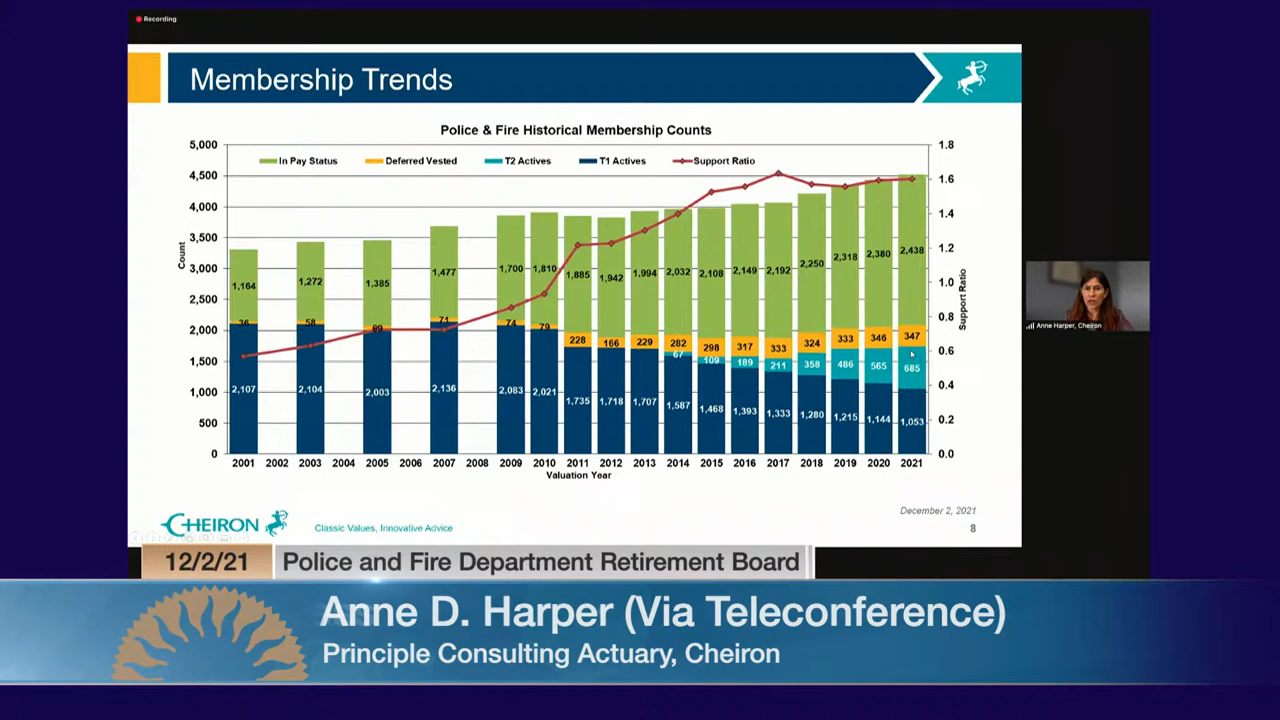 Recording
Membership Trends
Police & Fire Historical Membership Counts
In Pay Status Deferred Vested T2 Actives T1 Actives Support Ratio
Count
5,000
4,500
4,000
3,500
3,000
2,500
2,000
1,500
1,000
500
0
1.8
1.6
1.4
1.2
1.0
0.8
0.6
0.4
0.2
0.0
Support Ratio
1,164 1,272 1,385 1,477 1,700 1,810 1,885 1,942 1,994 2,032 2,108 2,149 2,192 2,250 2,318 2,380 2,438
36 58 69 71 74 79 228 166 229 282 298 317 333 324 333 346 347
67 109 189 211 358 486 565 685
2,107 2,104 2,003 2,136 2,083 2,021 1,735 1,718 1,707 1,587 1,468 1,393 1,333 1,280 1,215 1,144 1,053
2001 2002 2003 2004 2005 2006 2007 2008 2009 2010 2011 2012 2013 2014 2015 2016 2017 2018 2019 2020 2021
Valuation Year
Anne Harper, Cheiron
December 2, 2021
CHEIRON Classic Values, Innovative Advice
8
12/2/21 Police and Fire Department Retirement Board
Anne D. Harper (Via Teleconference)
Principle Consulting Actuary, Cheiron